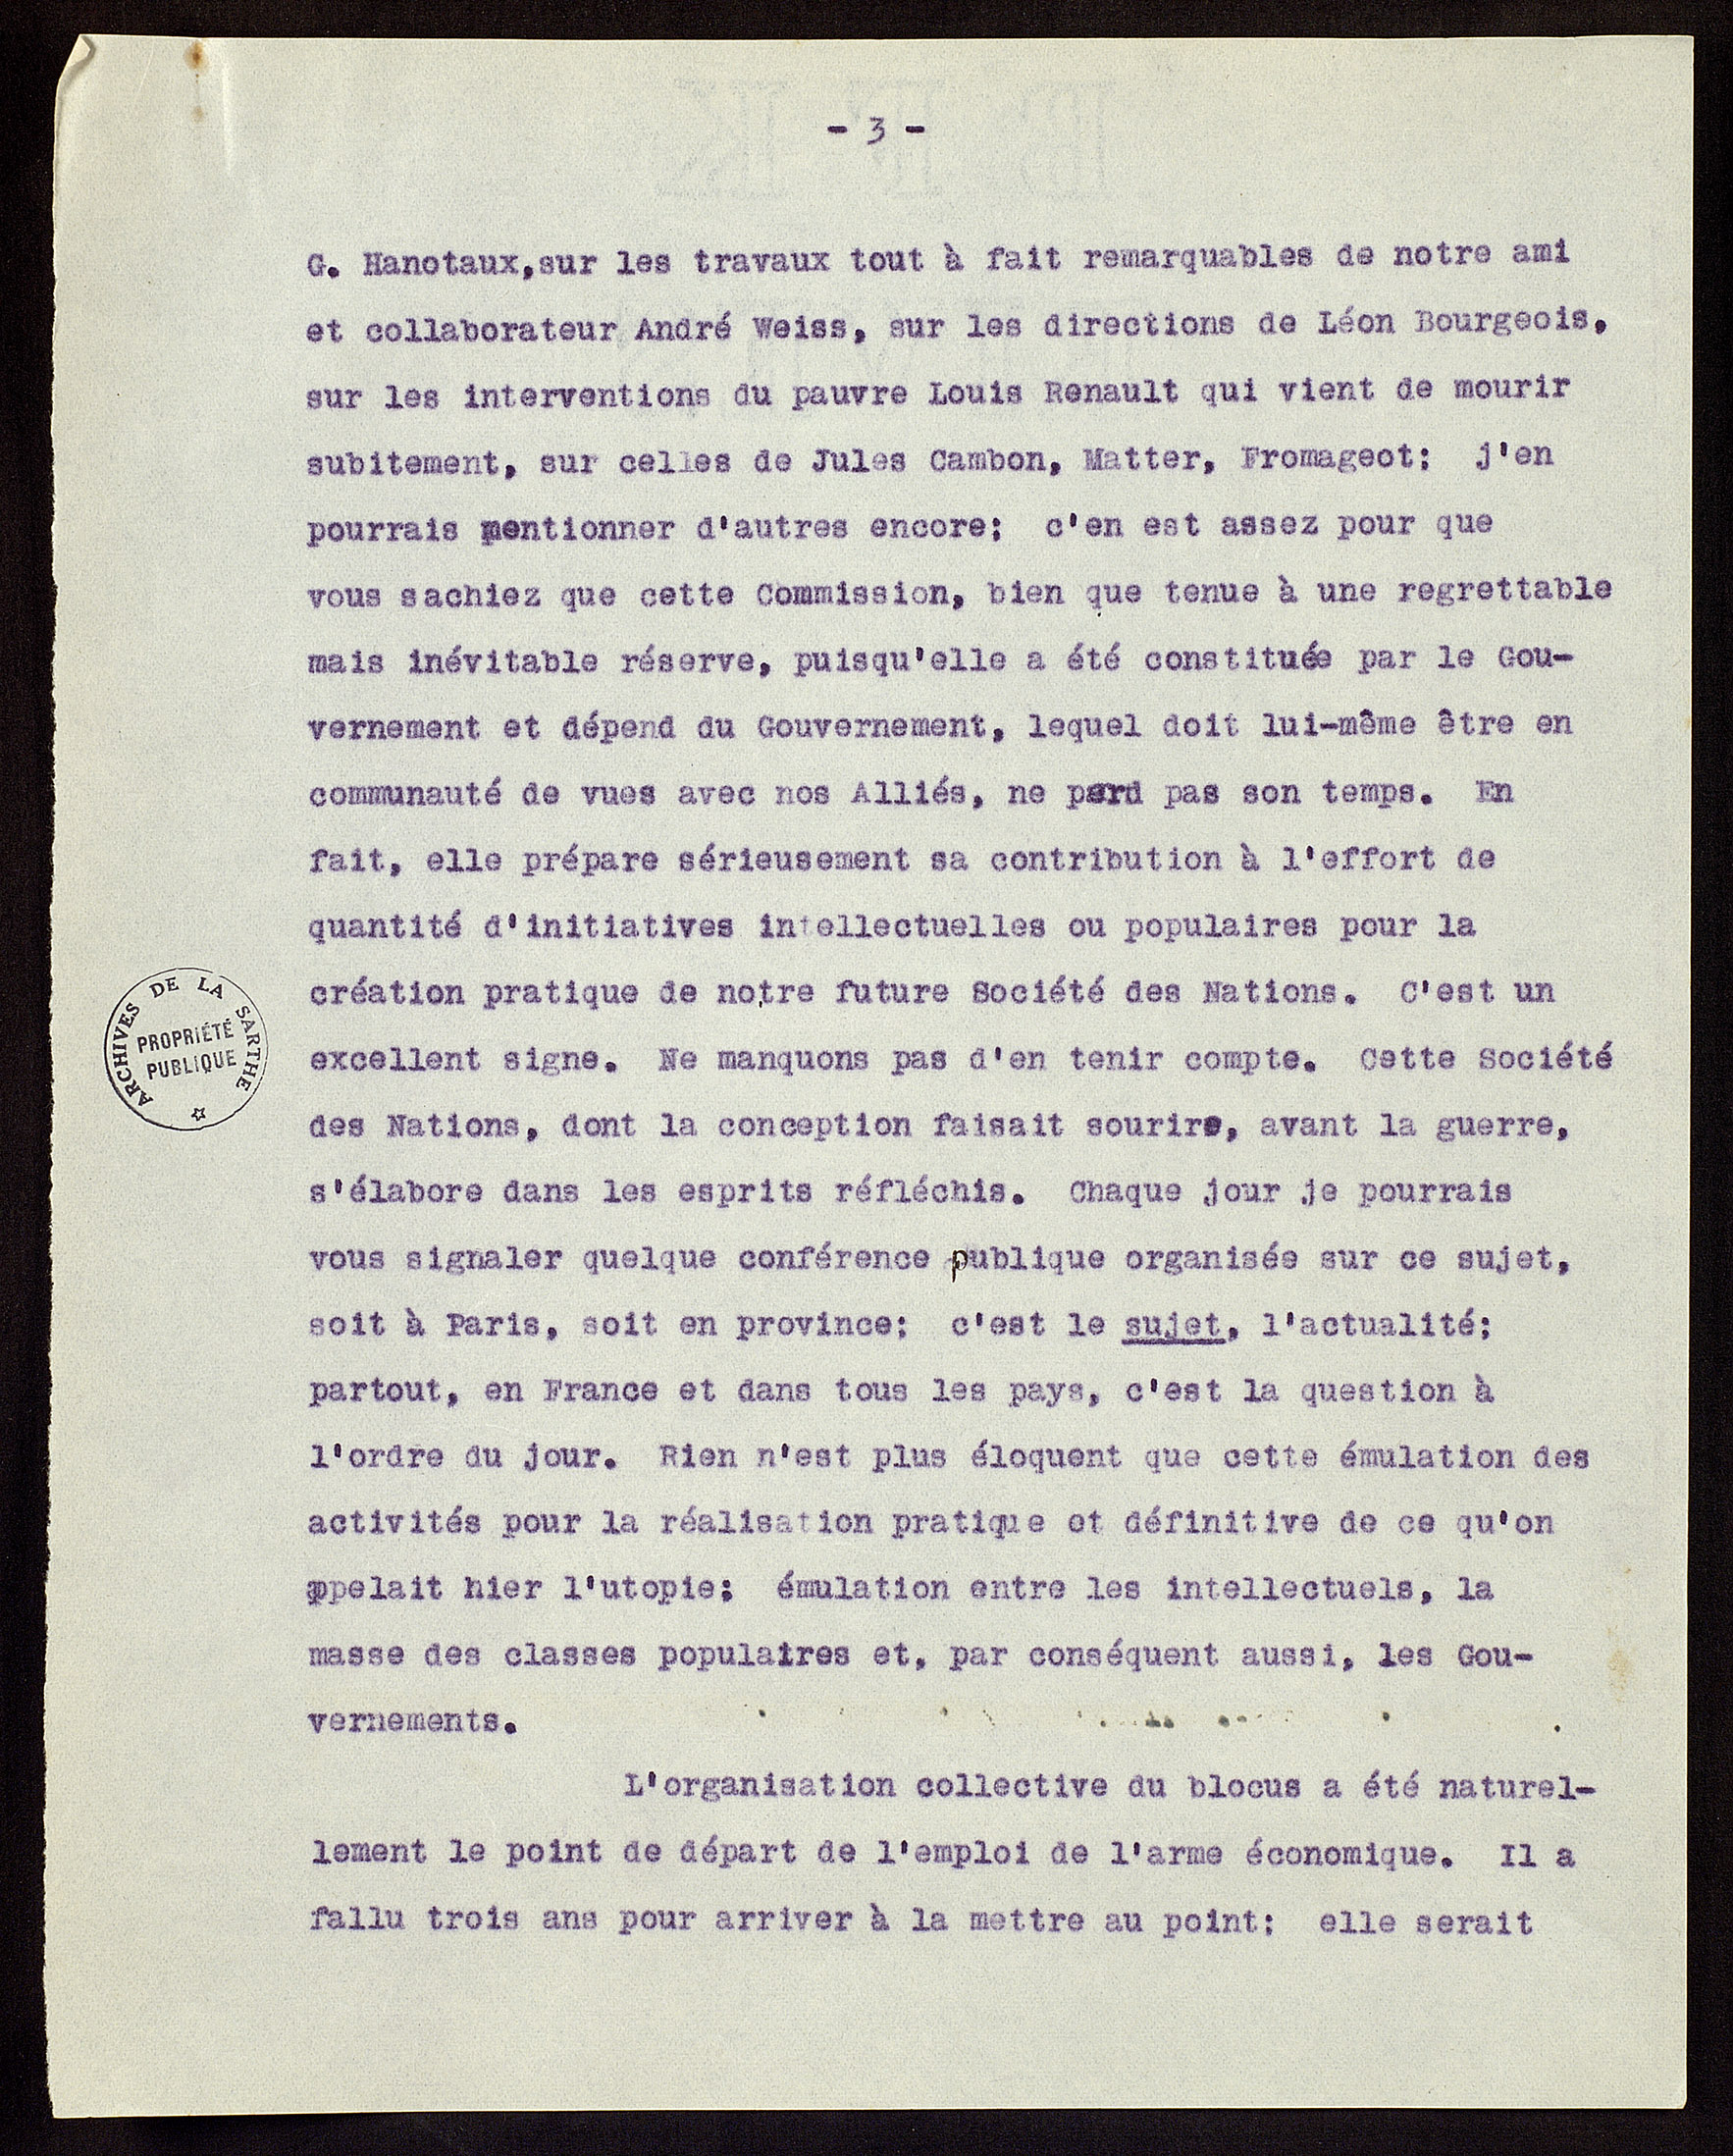 - 3 -
G. Hanotaux,sur les travaux tout à fait remarquables de notre ami
et collaborateur André Weiss, sur les directions de Léon Bourgeois,
sur les interventions du pauvre Louis Renault qui vient de mourir
subitement, sur celles de Jules Cambon, Matter, Fromageot; j'en
pourrais mentionner d'autres encore; c'en est assez pour que
vous sachiez que cette Commission, bien que tenue à une regrettable
mais inévitable réserve, puisqu'elle a été constituée par le Gou-
vernement et dépend du Gouvernement, lequel doit lui-même être en
communauté de vues avec nos Alliés, ne perd pas son temps. En
fait, elle prépare sérieusement sa contribution à l'effort de
quantité d'initiatives intellectuelles ou populaires pour la
création pratique de notre future Société des Nations. C'est un
excellent signe. Ne manquons pas d'en tenir compte. Cette Société
des Nations, dont la conception faisait sourire, avant la guerre,
s'élabore dans les esprits réfléchis. Chaque jour je pourrais
vous signaler quelque conférence publique organisée sur ce sujet,
soit à Paris, soit en province; c'est le sujet, l'actualité;
partout, en France et dans tous les pays, c'est la question à
l'ordre du jour. Rien n'est plus éloquent que cette émulation des
activités pour la réalisation pratique et définitive de ce qu'on
appelait hier l'utopie; émulation entre les intellectuels, la
masse des classes populaires et, par conséquent aussi, les Gou-
vernements.
L'organisation collective du blocus a été naturel-
lement le point de départ de l'emploi de l'arme économique. Il a
fallu trois ans pour arriver à la mettre au point; elle serait
ARCHIVES DE LA SARTHE
PROPRIÉTÉ
PUBLIQUE